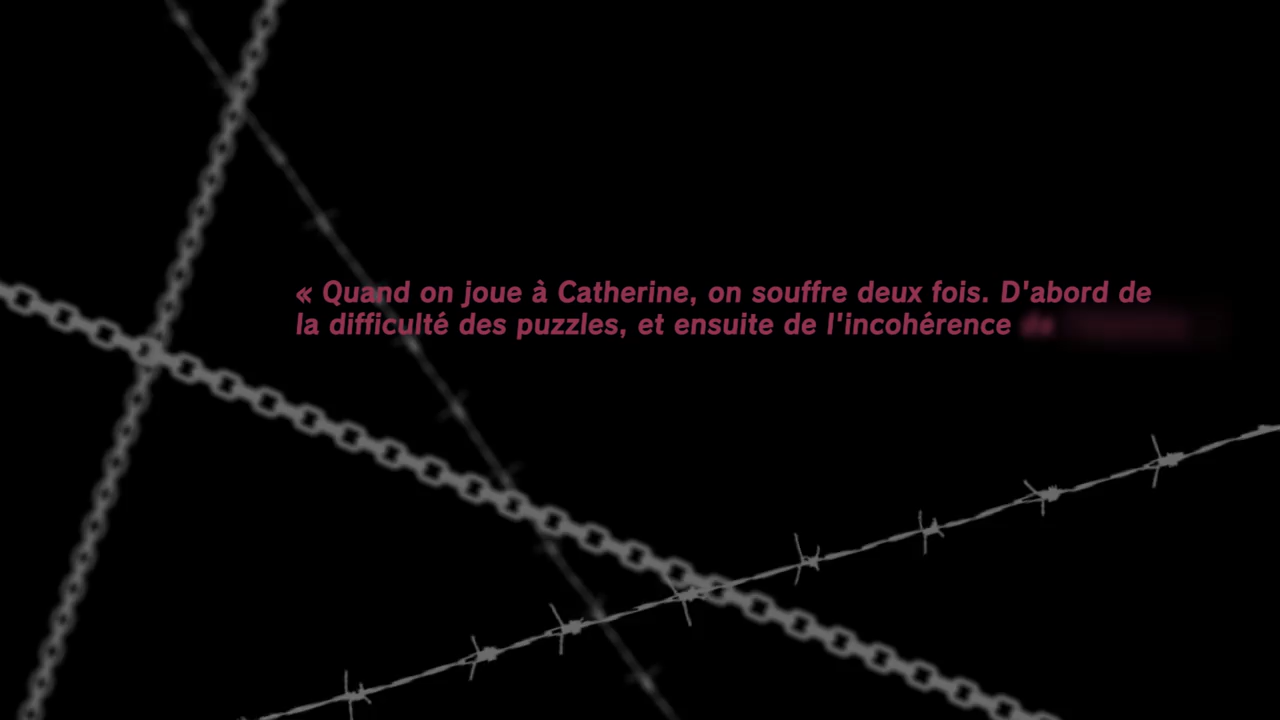 « Quand on joue à Catherine, on souffre deux fois. D'abord de
la difficulté des puzzles, et ensuite de l'incohérence